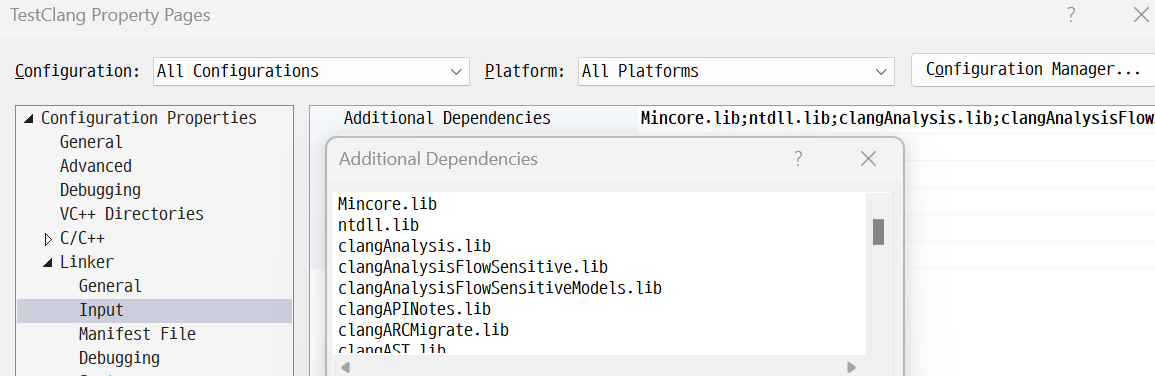 TestClang Property Pages
Configuration: All Configurations Platform: All Platforms Configuration Manager...
Configuration Properties
General
Advanced
Debugging
VC++ Directories
C/C++
Linker
General
Input
Manifest File
Debugging
Additional Dependencies Mincore.lib;ntdll.lib;clangAnalysis.lib;clangAnalysisFlow
Additional Dependencies
Mincore.lib
ntdll.lib
clangAnalysis.lib
clangAnalysisFlowSensitive.lib
clangAnalysisFlowSensitiveModels.lib
clangAPINotes.lib
clangARCMigrate.lib
clangAST.lib